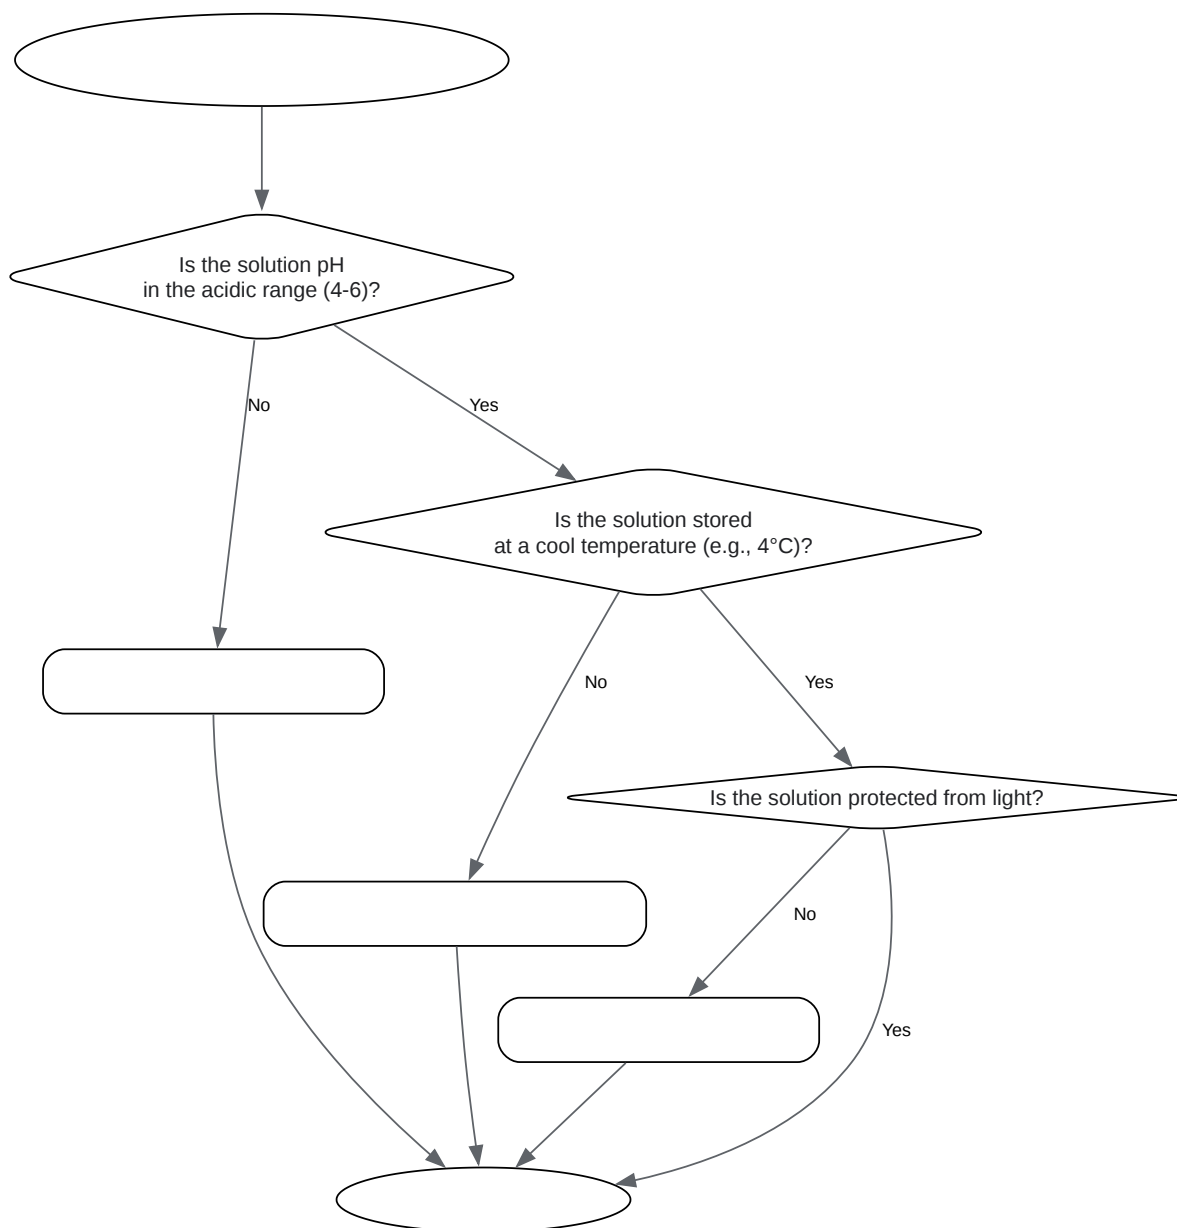 Is the solution pH
in the acidic range (4-6)?
No
Yes
Is the solution stored
at a cool temperature (e.g., 4°C)?
No
Yes
Is the solution protected from light?
No
Yes